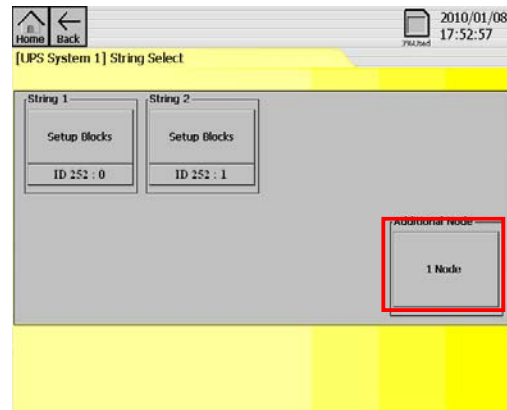 Home Back
2010/01/08
17:52:57
[UPS System 1] String Select
String 1 String 2
Setup Blocks Setup Blocks
ID 252 : 0 ID 252 : 1
Additional Node
1 Node